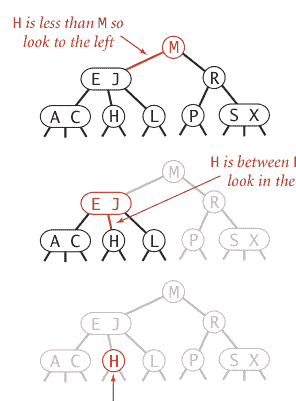 H is less than M so
look to the left
M
E J
R
A C
H
L
P
S X
H is between
look in the
M
E J
R
A C
H
L
P
S X
M
E J
R
A C
H
L
P
S X